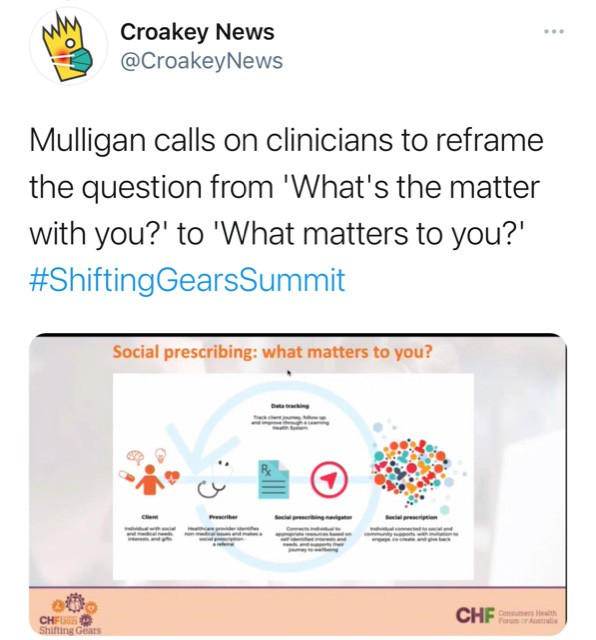 Croakey News
@CroakeyNews
Mulligan calls on clinicians to reframe
the question from 'What's the matter
with you?' to 'What matters to you?'
#ShiftingGearsSummit
Social prescribing: what matters to you?
Data tracking
Track client journey, follow up,
and improve through a Learning
Health System
Rx
Client
Individual with social
and medical needs,
interests, and gifts
Prescriber
Healthcare provider identifies
non-medical issues and makes a
social prescription -
a referral
Social prescribing navigator
Connects individual to
appropriate resources based on
self-identified interests and
needs, and supports their
journey to wellbeing
Social prescription
Individual connected to social and
community supports, with invitation to
engage, co-create, and give back
CHF
Shifting Gears
CHF
Consumers Health
Forum OF Australia